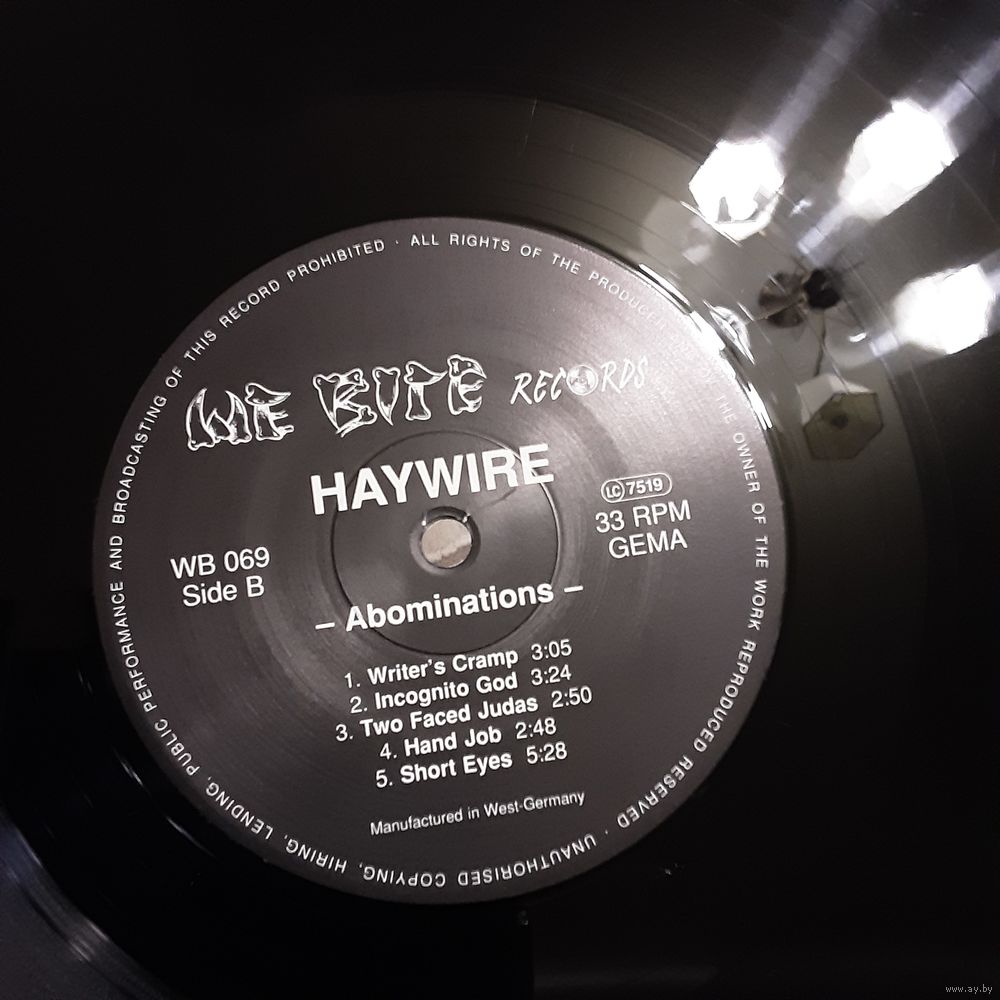 WE BITE RECORDS
HAYWIRE
LC 7519
33 RPM
GEMA
WB 069
Side B
– Abominations –
1. Writer's Cramp 3:05
2. Incognito God 3:24
3. Two Faced Judas 2:50
4. Hand Job 2:48
5. Short Eyes 5:28
Manufactured in West-Germany
ALL RIGHTS OF THE PRODUCER THE OWNER OF THE WORK REPRODUCED RESERVED · UNAUTHORISED COPYING, HIRING, LENDING, PUBLIC PERFORMANCE AND BROADCASTING OF THIS RECORD PROHIBITED ·
www.ay.by